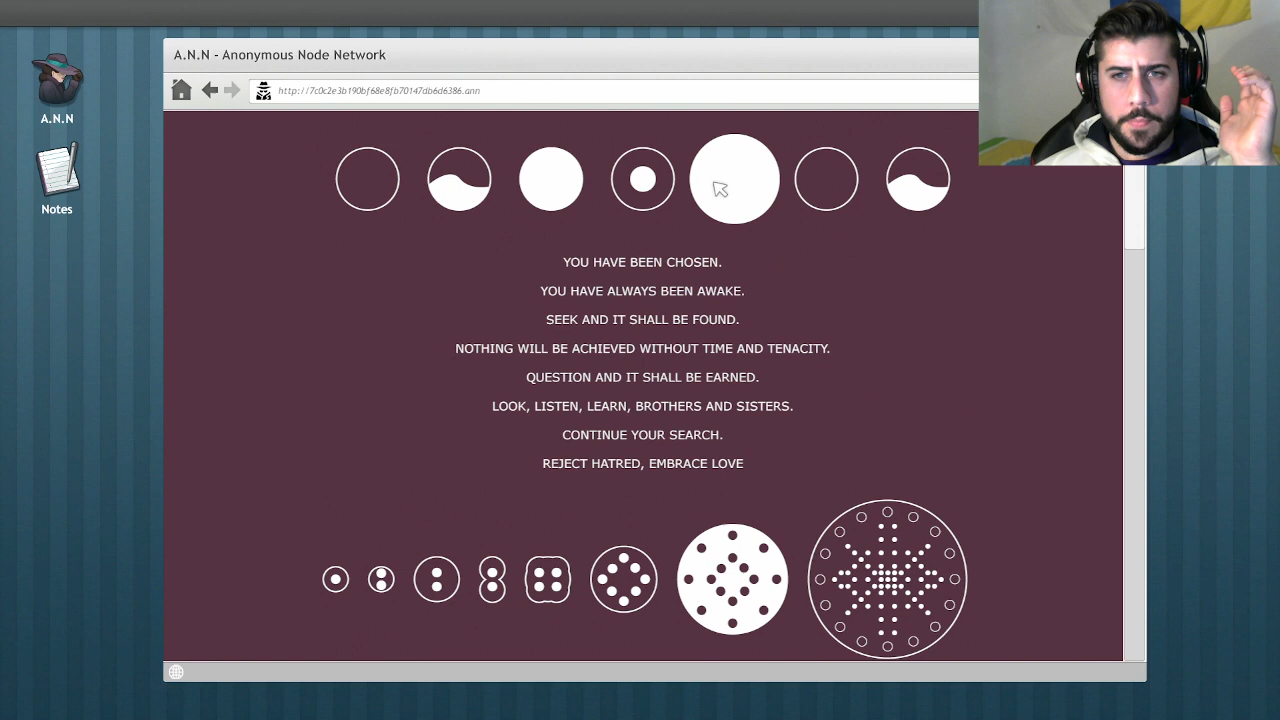 A.N.N - Anonymous Node Network
http://7c0c2e3b190bf68e8fb70147db6d6386.ann
A.N.N
Notes
YOU HAVE BEEN CHOSEN.
YOU HAVE ALWAYS BEEN AWAKE.
SEEK AND IT SHALL BE FOUND.
NOTHING WILL BE ACHIEVED WITHOUT TIME AND TENACITY.
QUESTION AND IT SHALL BE EARNED.
LOOK, LISTEN, LEARN, BROTHERS AND SISTERS.
CONTINUE YOUR SEARCH.
REJECT HATRED, EMBRACE LOVE